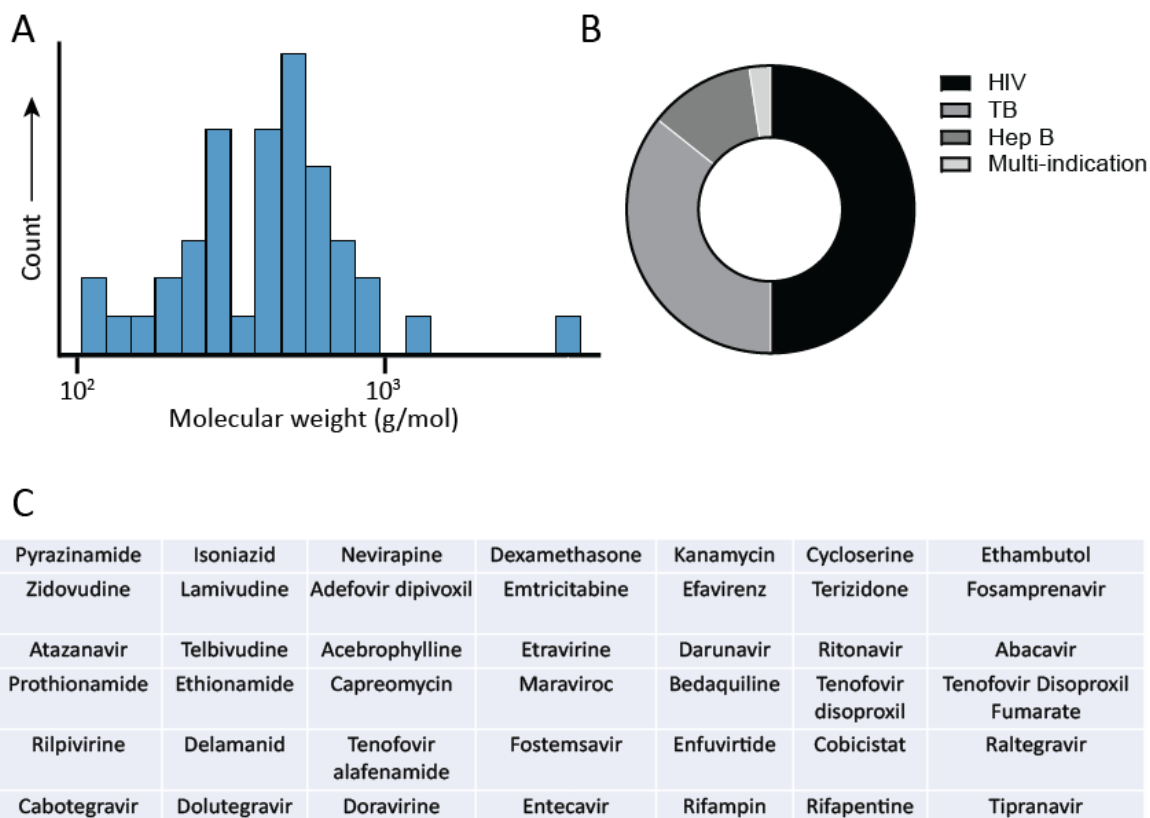 A
B
Count
10²
10³
Molecular weight (g/mol)
HIV
TB
Hep B
Multi-indication
C
Pyrazinamide Isoniazid Nevirapine Dexamethasone Kanamycin Cycloserine Ethambutol
Zidovudine Lamivudine Adefovir dipivoxil Emtricitabine Efavirenz Terizidone Fosamprenavir
Atazanavir Telbivudine Acebrophylline Etravirine Darunavir Ritonavir Abacavir
Prothionamide Ethionamide Capreomycin Maraviroc Bedaquiline Tenofovir Tenofovir Disoproxil
disoproxil Fumarate
Rilpivirine Delamanid Tenofovir Fostemsavir Enfuvirtide Cobicistat Raltegravir
alafenamide
Cabotegravir Dolutegravir Doravirine Entecavir Rifampin Rifapentine Tipranavir